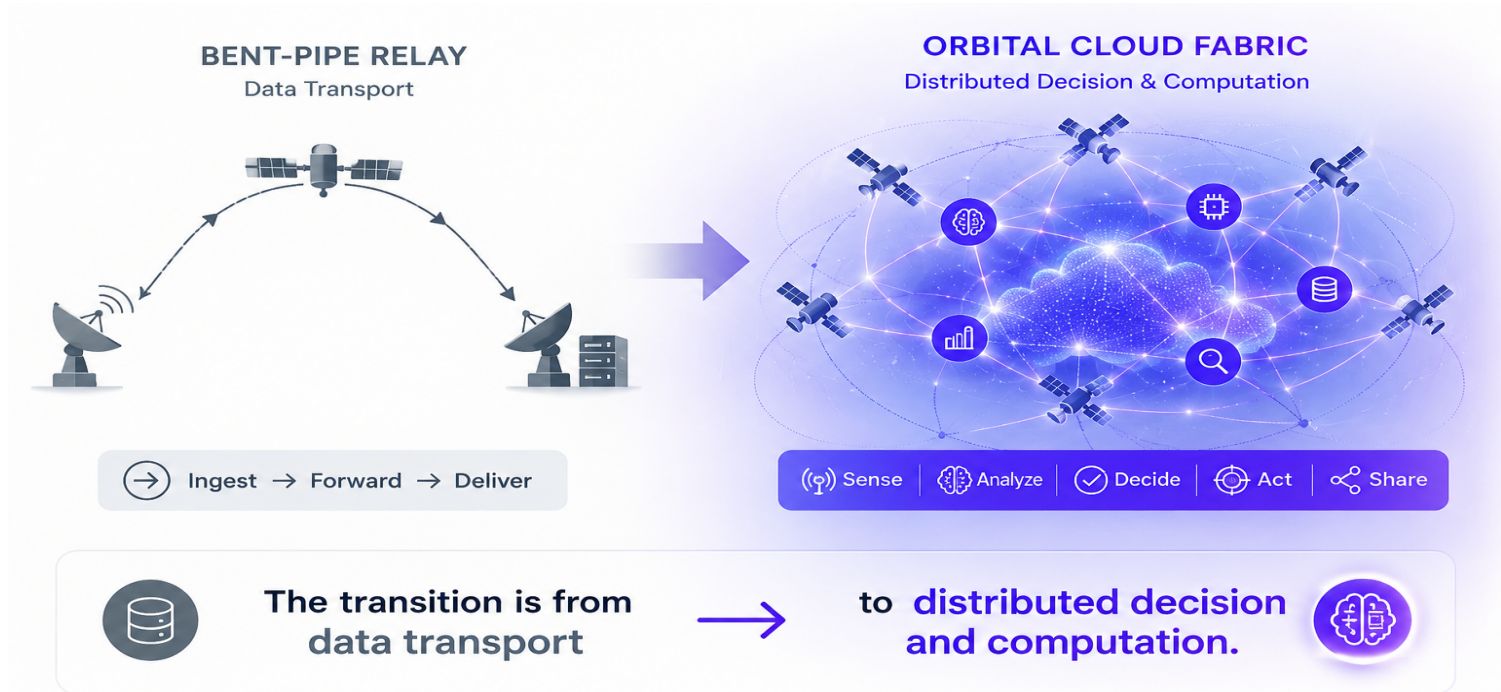 BENT-PIPE RELAY
Data Transport
ORBITAL CLOUD FABRIC
Distributed Decision & Computation
Ingest → Forward → Deliver
Sense | Analyze | Decide | Act | Share
The transition is from
data transport
to distributed decision
and computation.